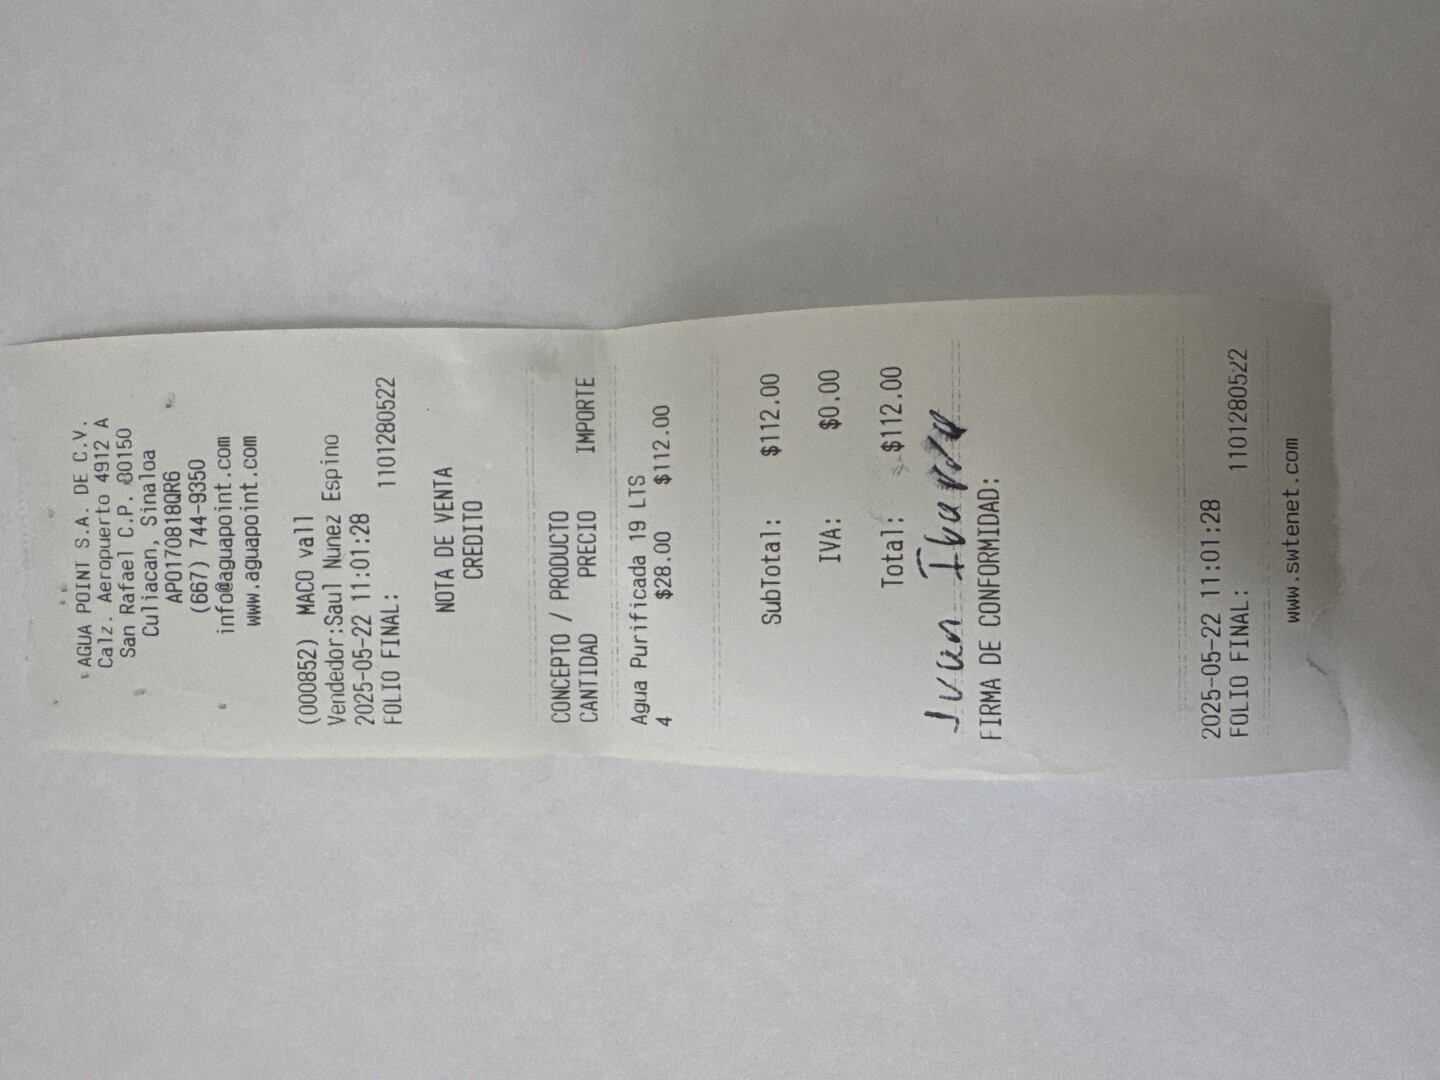 AGUA POINT S.A. DE C.V.
Calz. Aeropuerto 4912 A
San Rafael C.P. 80150
Culiacan, Sinaloa
APO170818QR6
(667) 744-9350
info@aguapoint.com
www.aguapoint.com
(000852) MACO vall
Vendedor:Saul Nunez Espino
2025-05-22 11:01:28
FOLIO FINAL: 1101280522
NOTA DE VENTA
CREDITO
CONCEPTO / PRODUCTO
CANTIDAD PRECIO IMPORTE
Agua Purificada 19 LTS
4 $28.00 $112.00
SubTotal: $112.00
IVA: $0.00
Total: $112.00
Ivan
FIRMA DE CONFORMIDAD:
2025-05-22 11:01:28
FOLIO FINAL: 1101280522
www.swtenet.com